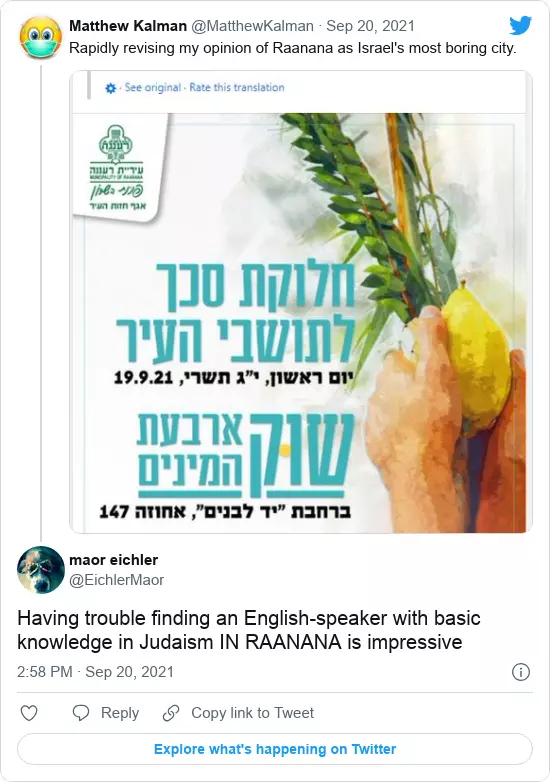 Matthew Kalman @MatthewKalman · Sep 20, 2021
Rapidly revising my opinion of Raanana as Israel's most boring city.
· See original · Rate this translation
רעננה
עיריית רעננה
MUNICIPALITY OF RAANANA
אגף חזות העיר
חלוקת סכך
לתושבי העיר
יום ראשון, י"ג תשרי, 19.9.21
שוק ארבעת
המינים
ברחבת "יד לבנים", אחוזה 147
maor eichler
@EichlerMaor
Having trouble finding an English-speaker with basic
knowledge in Judaism IN RAANANA is impressive
2:58 PM · Sep 20, 2021
Reply
Copy link to Tweet
Explore what's happening on Twitter